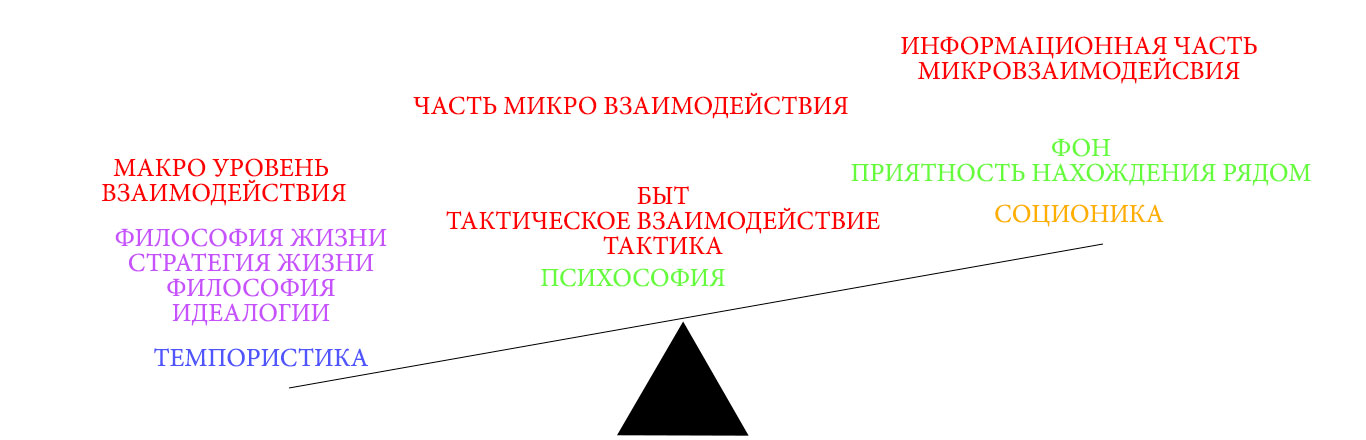 МАКРО УРОВЕНЬ
ВЗАИМОДЕЙСТВИЯ
ФИЛОСОФИЯ ЖИЗНИ
СТРАТЕГИЯ ЖИЗНИ
ФИЛОСОФИЯ
ИДЕАЛОГИИ
ТЕМПОРИСТИКА
ЧАСТЬ МИКРО ВЗАИМОДЕЙСТВИЯ
БЫТ
ТАКТИЧЕСКОЕ ВЗАИМОДЕЙСТВИЕ
ТАКТИКА
ПСИХОСОФИЯ
ИНФОРМАЦИОННАЯ ЧАСТЬ
МИКРОВЗАИМОДЕЙСВИЯ
ФОН
ПРИЯТНОСТЬ НАХОЖДЕНИЯ РЯДОМ
СОЦИОНИКА